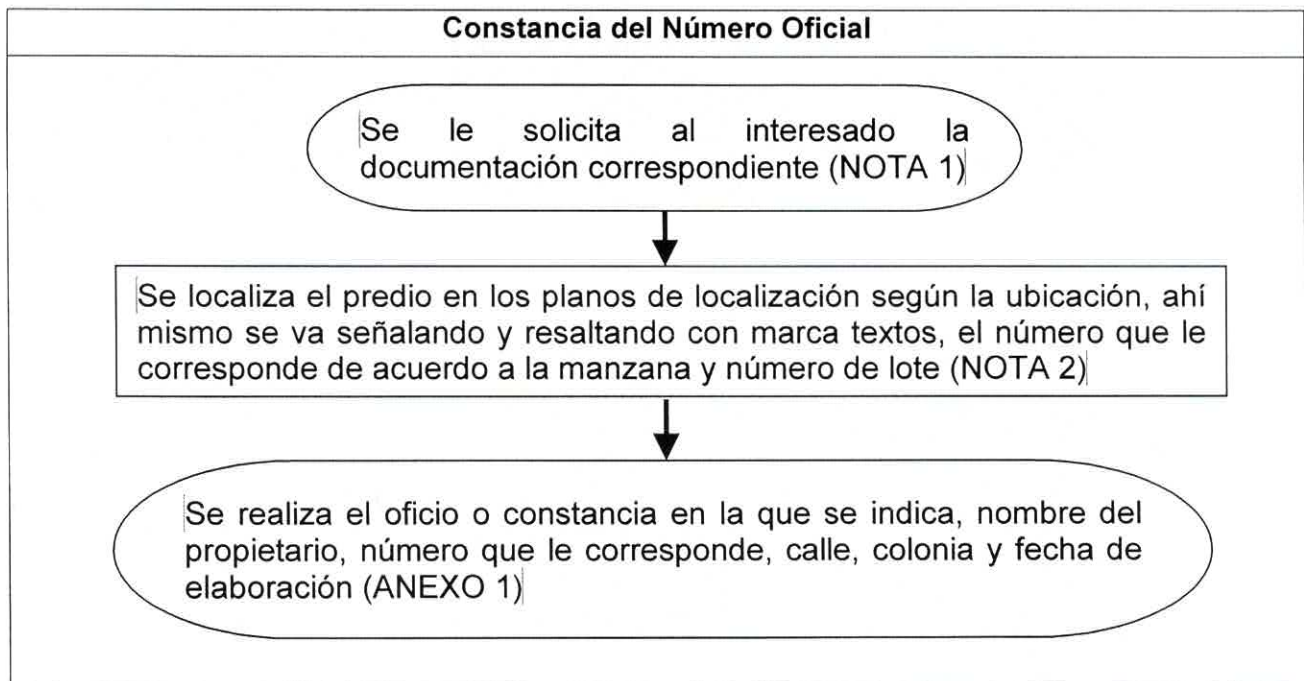 Constancia del Número Oficial
Se le solicita al interesado la
documentación correspondiente (NOTA 1)
Se localiza el predio en los planos de localización según la ubicación, ahí
mismo se va señalando y resaltando con marca textos, el número que le
corresponde de acuerdo a la manzana y número de lote (NOTA 2)
Se realiza el oficio o constancia en la que se indica, nombre del
propietario, número que le corresponde, calle, colonia y fecha de
elaboración (ANEXO 1)